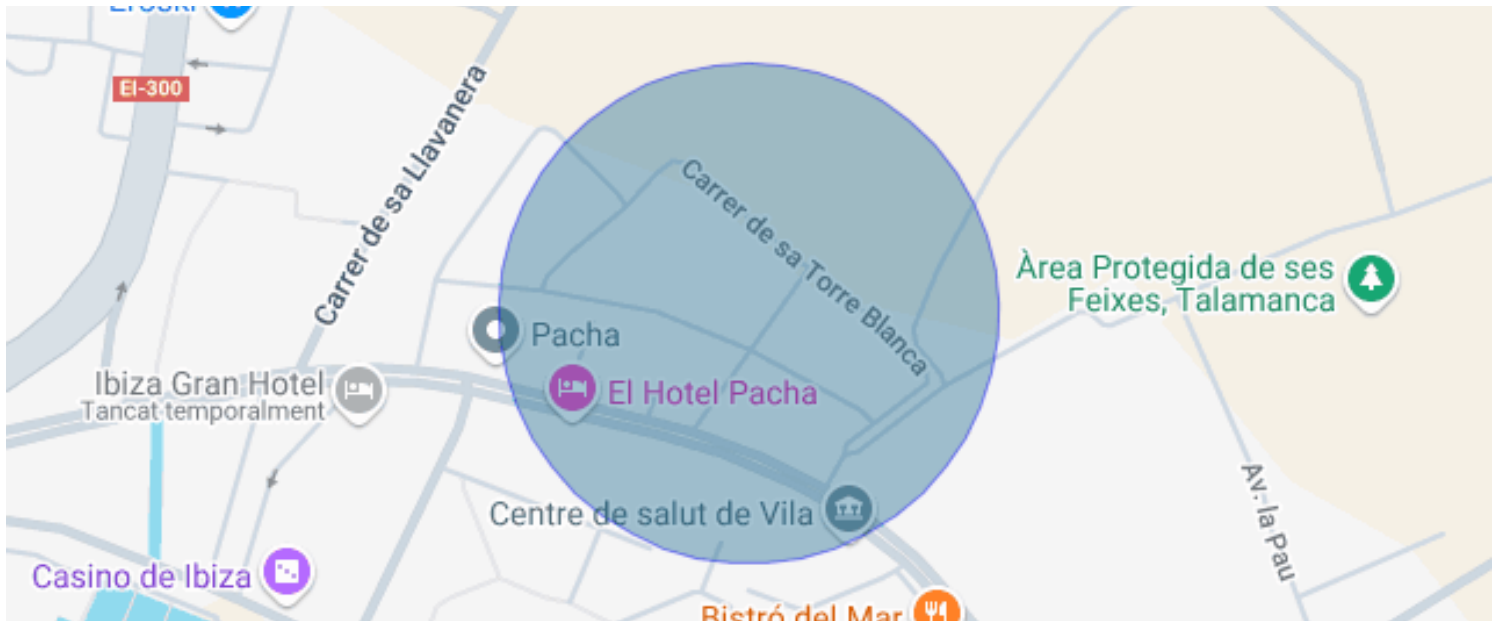 Eroski
EI-300
Carrer de sa Llavanera
Carrer de sa Torre Blanca
Àrea Protegida de ses
Feixes, Talamanca
Pacha
Ibiza Gran Hotel
Tancat temporalment
El Hotel Pacha
Centre de salut de Vila
Av. la Pau
Casino de Ibiza
Bistró del Mar